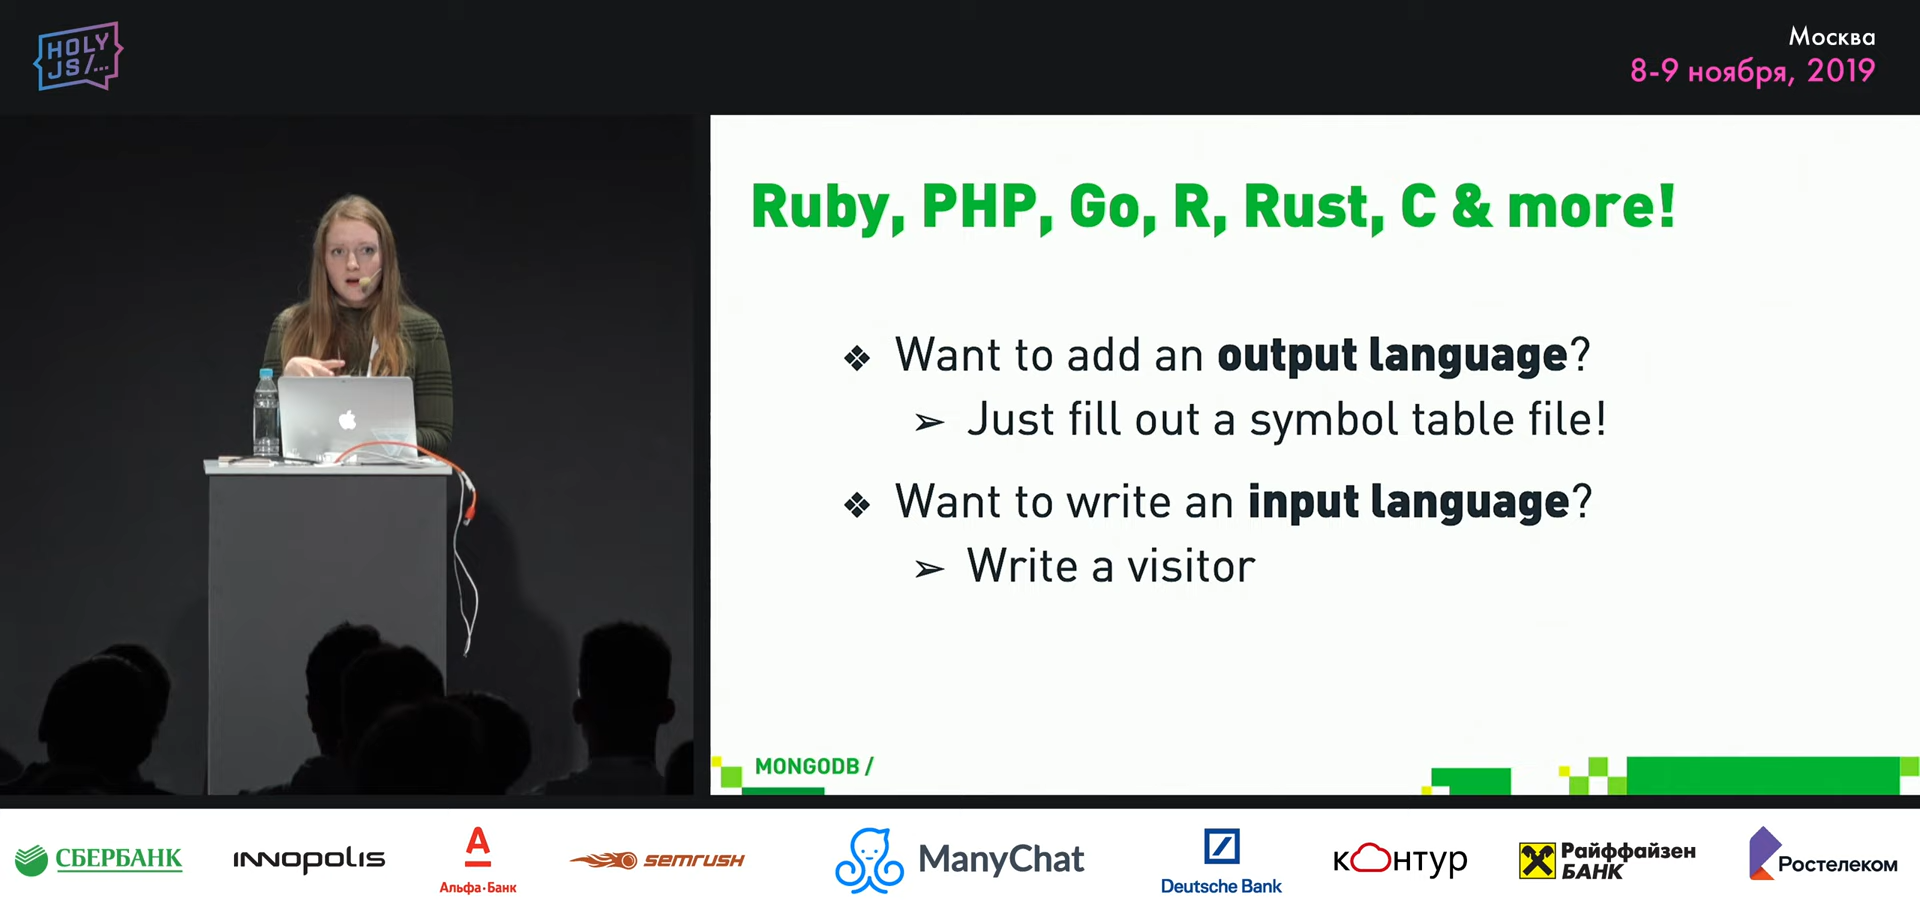 HOLY
JS/...
Москва
8-9 ноября, 2019
Ruby, PHP, Go, R, Rust, C & more!
❖ Want to add an output language?
➢ Just fill out a symbol table file!
❖ Want to write an input language?
➢ Write a visitor
MONGODB /
СБЕРБАНК
INNOPOLIS
Альфа·Банк
semrush
ManyChat
Deutsche Bank
кОнтур
Райффайзен
БАНК
Ростелеком